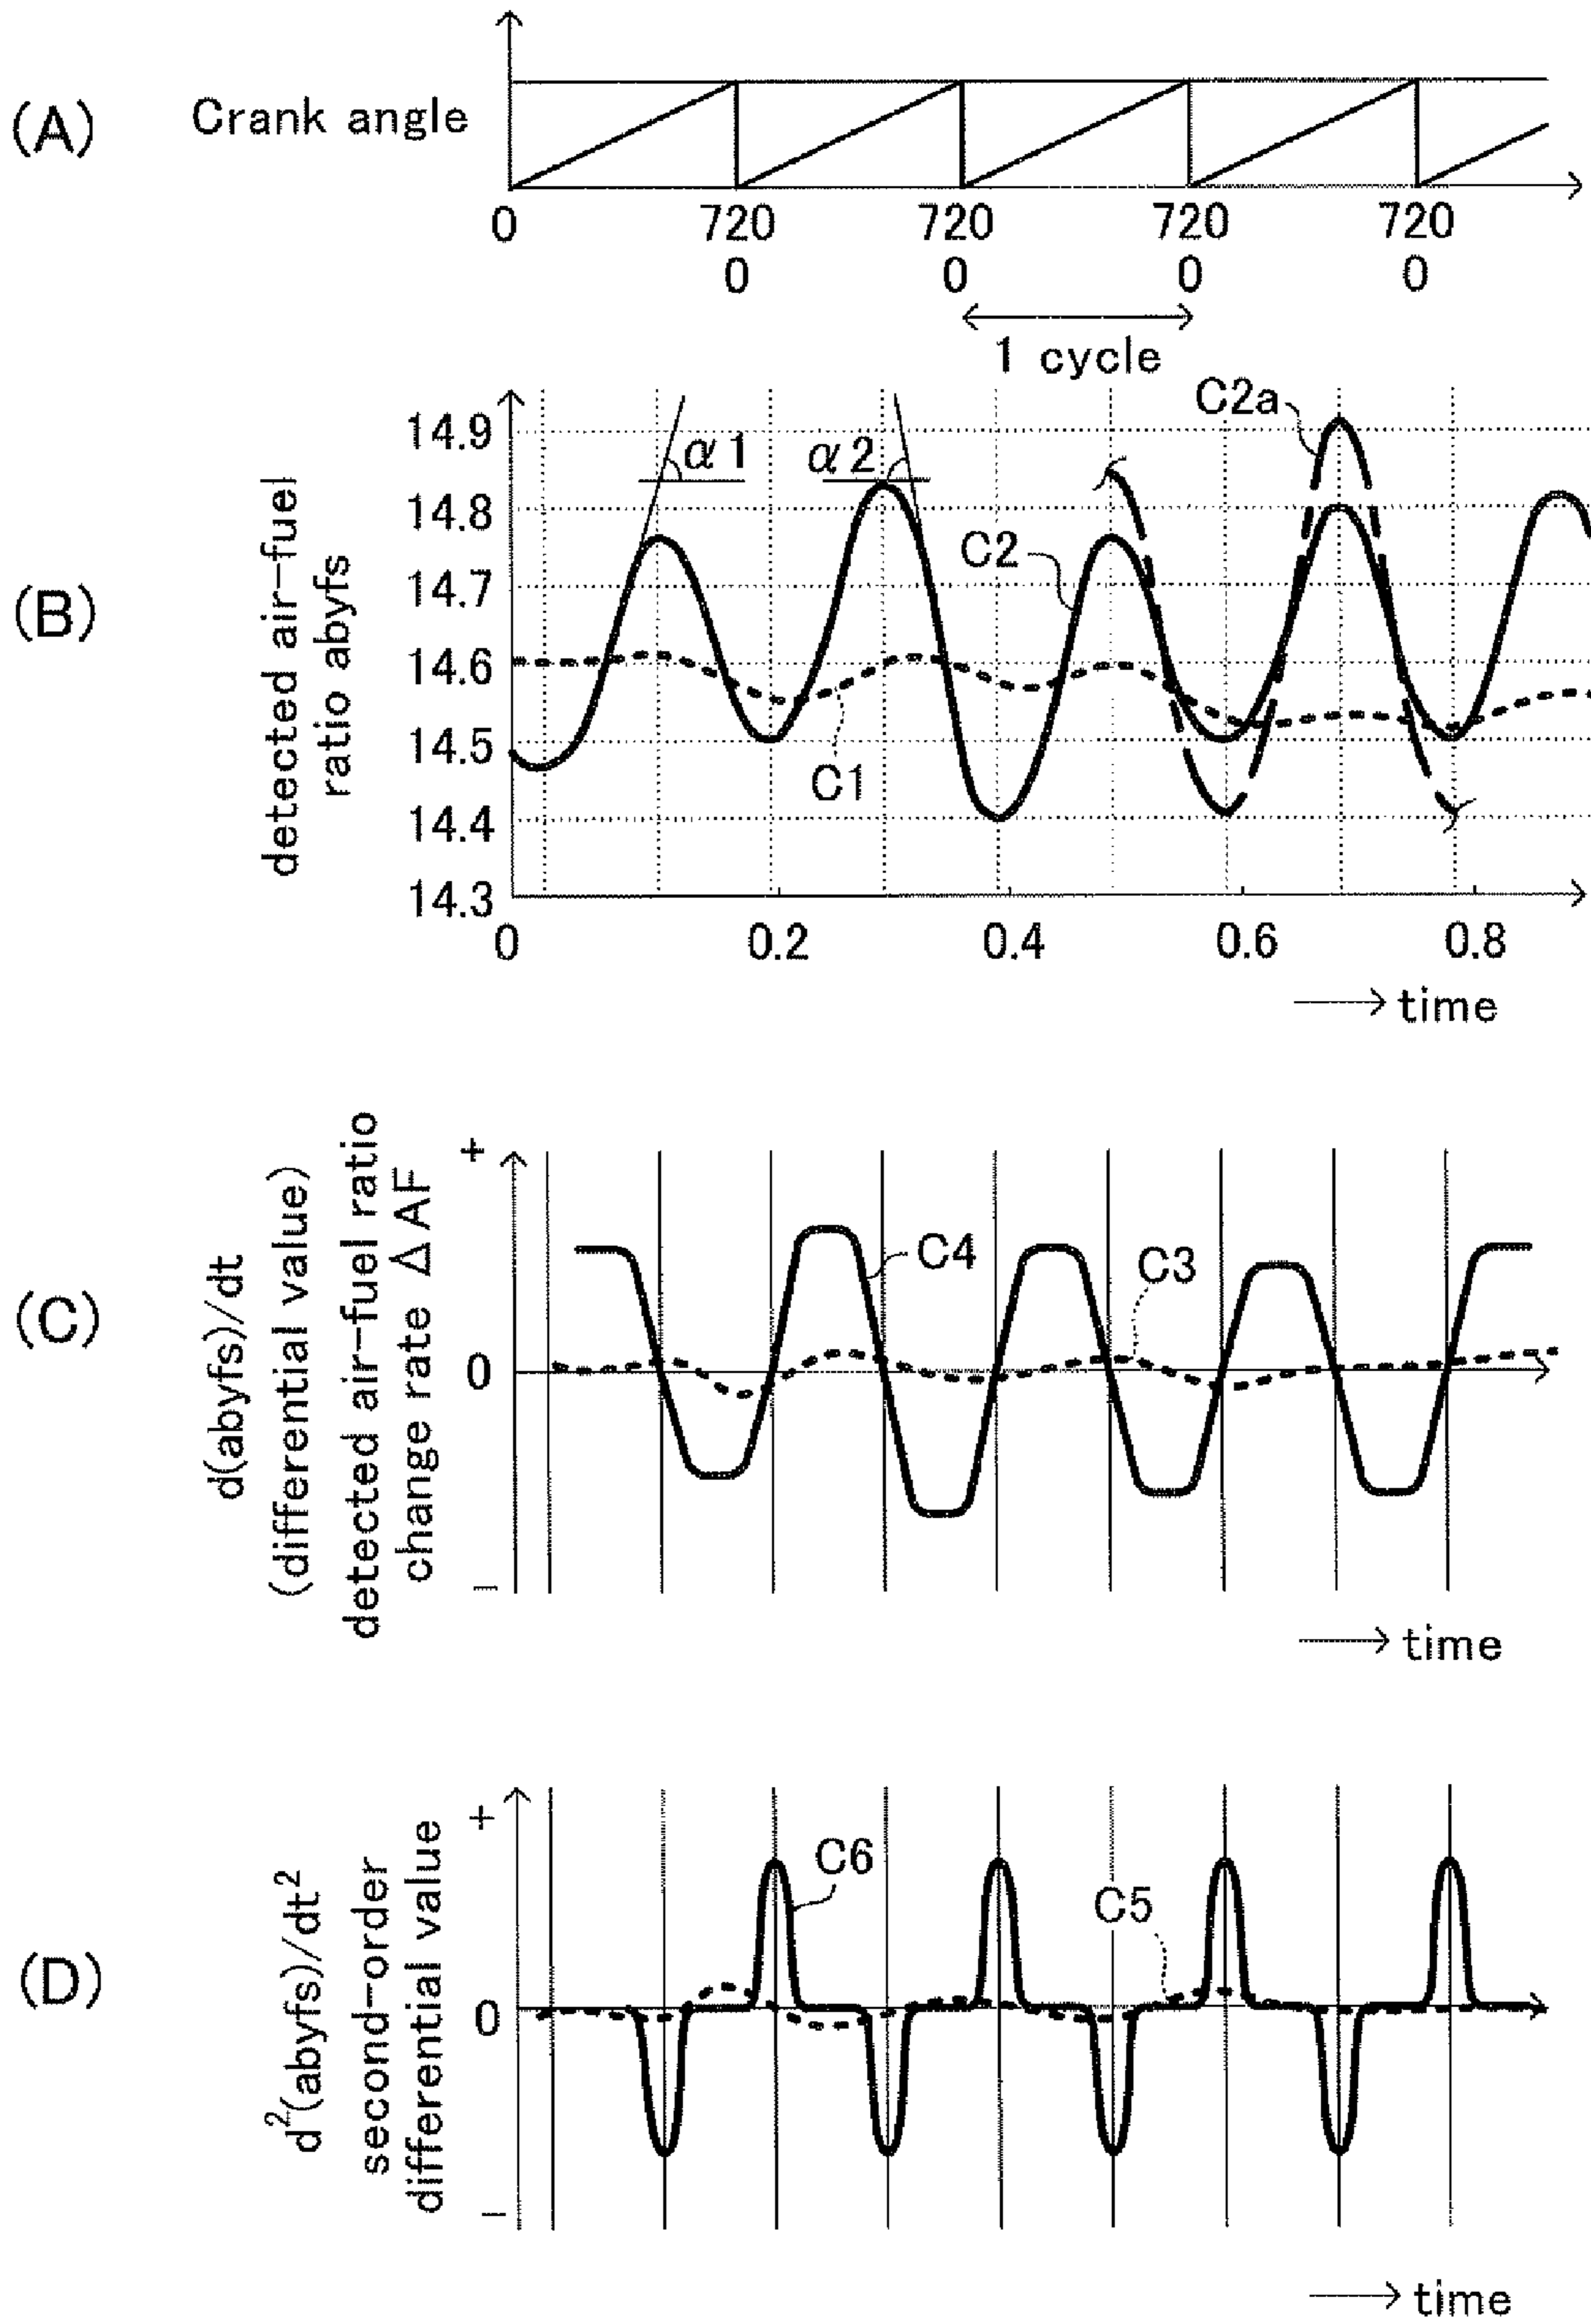 (A)
Crank angle
0 720 720 720 720
0 0 0 0
1 cycle
(B)
detected air-fuel
ratio abyfs
14.9
14.8
14.7
14.6
14.5
14.4
14.3
α1
α2
C2
C2a
C1
0 0.2 0.4 0.6 0.8
time
(C)
d(abyfs)/dt
(differential value)
detected air-fuel ratio
change rate Δ AF
+
0
−
C4
C3
time
(D)
d²(abyfs)/dt²
second-order
differential value
+
0
−
C6
C5
time